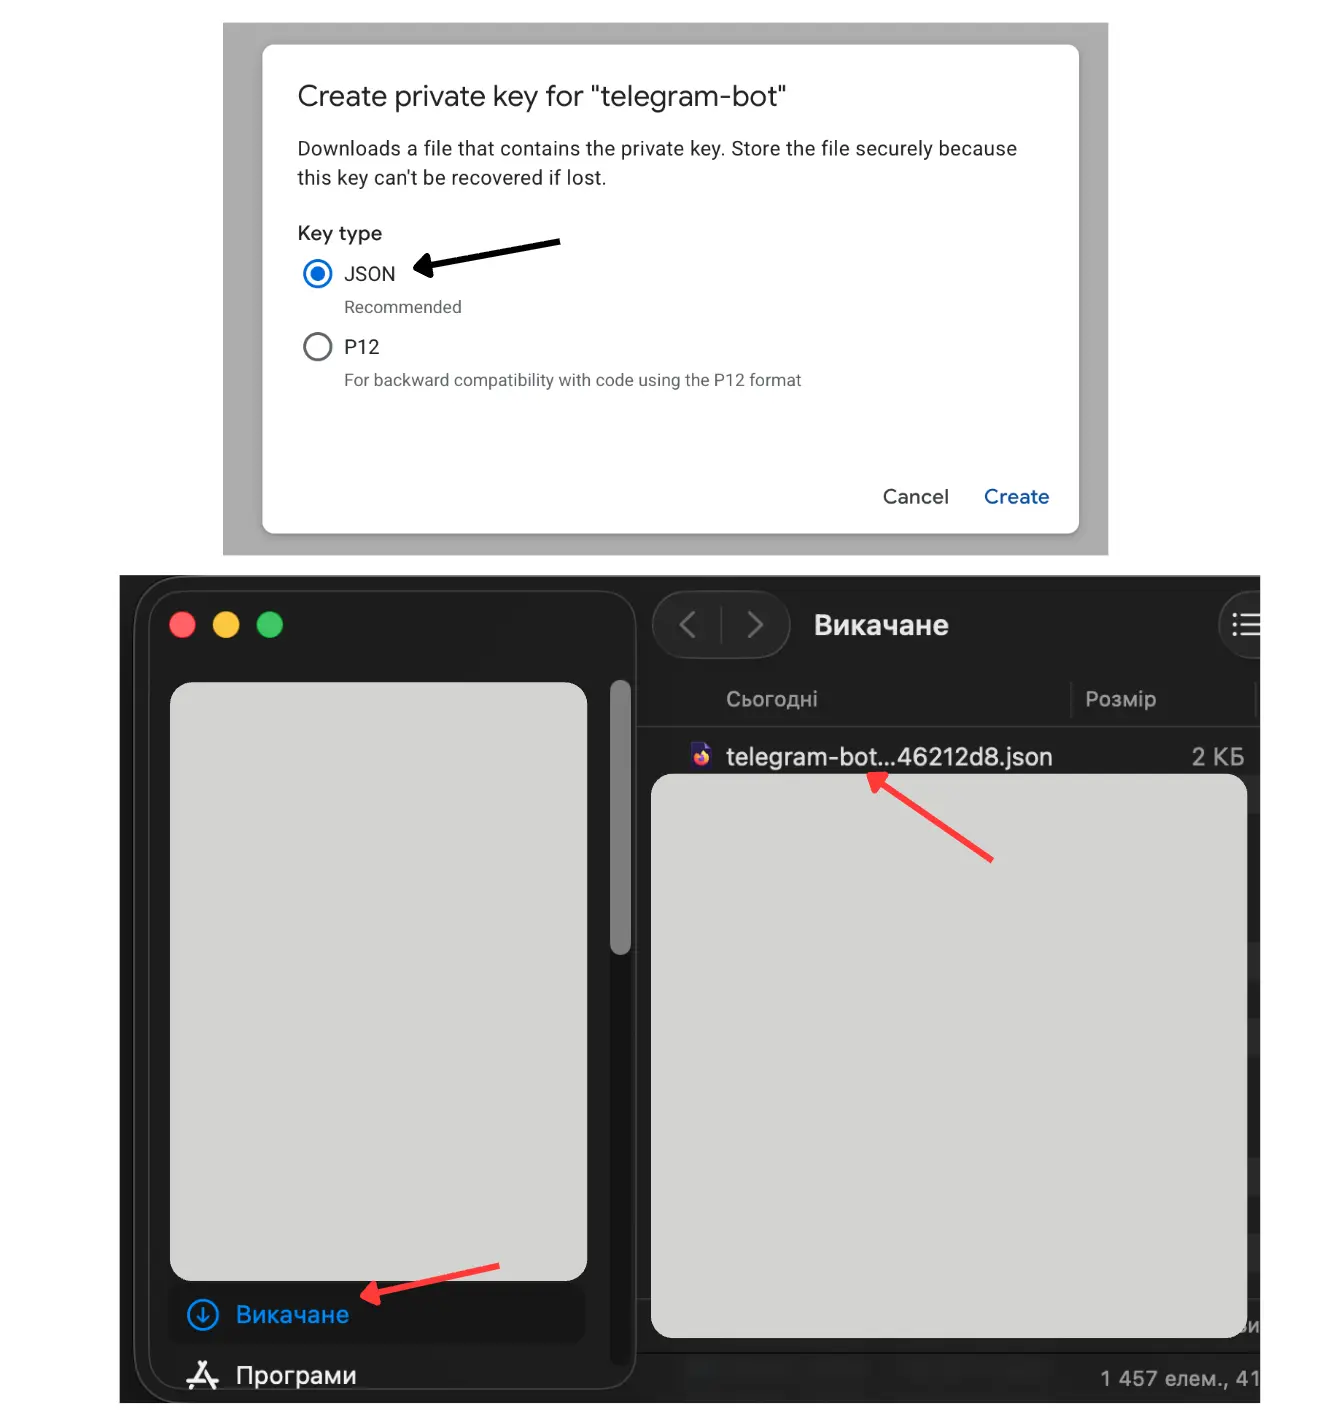 Create private key for "telegram-bot"
Downloads a file that contains the private key. Store the file securely because
this key can't be recovered if lost.
Key type
JSON
Recommended
P12
For backward compatibility with code using the P12 format
Cancel Create
Викачане
Сьогодні Розмір
telegram-bot...46212d8.json 2 КБ
Викачане
Програми
1 457 елем., 41